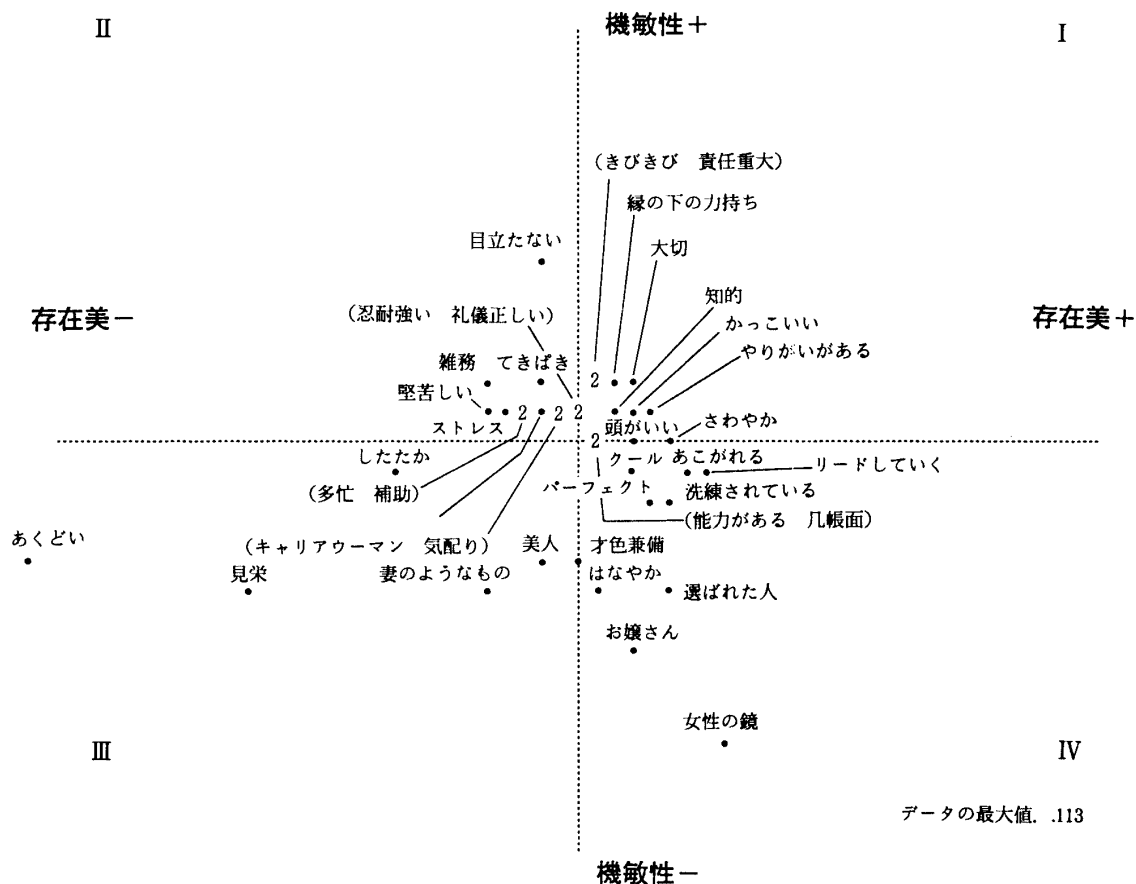 機敏性＋
Ⅱ
Ⅰ
（きびきび　責任重大）
縁の下の力持ち
目立たない
大切
知的
存在美－
（忍耐強い　礼儀正しい）
かっこいい
存在美＋
やりがいがある
雑務　てきぱき
2
堅苦しい
2 2 2
ストレス
頭がいい
さわやか
2
したたか
クール
あこがれる
リードしていく
（多忙　補助）
パーフェクト
洗練されている
（能力がある　几帳面）
あくどい
（キャリアウーマン　気配り）
美人
才色兼備
見栄
妻のようなもの
はなやか
選ばれた人
お嬢さん
女性の鏡
Ⅲ
Ⅳ
データの最大値．.113
機敏性－